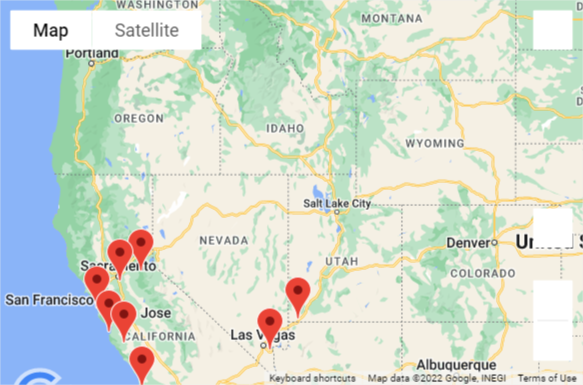 WASHINGTON
MONTANA
Map
Satellite
Portland
OREGON
IDAHO
WYOMING
Salt Lake City
NEVADA
Sacramento
UTAH
Denver
COLORADO
San Francisco
Jose
Las Vegas
CALIFORNIA
Albuquerque
Keyboard shortcuts Map data ©2022 Google, INEGI Terms of Use